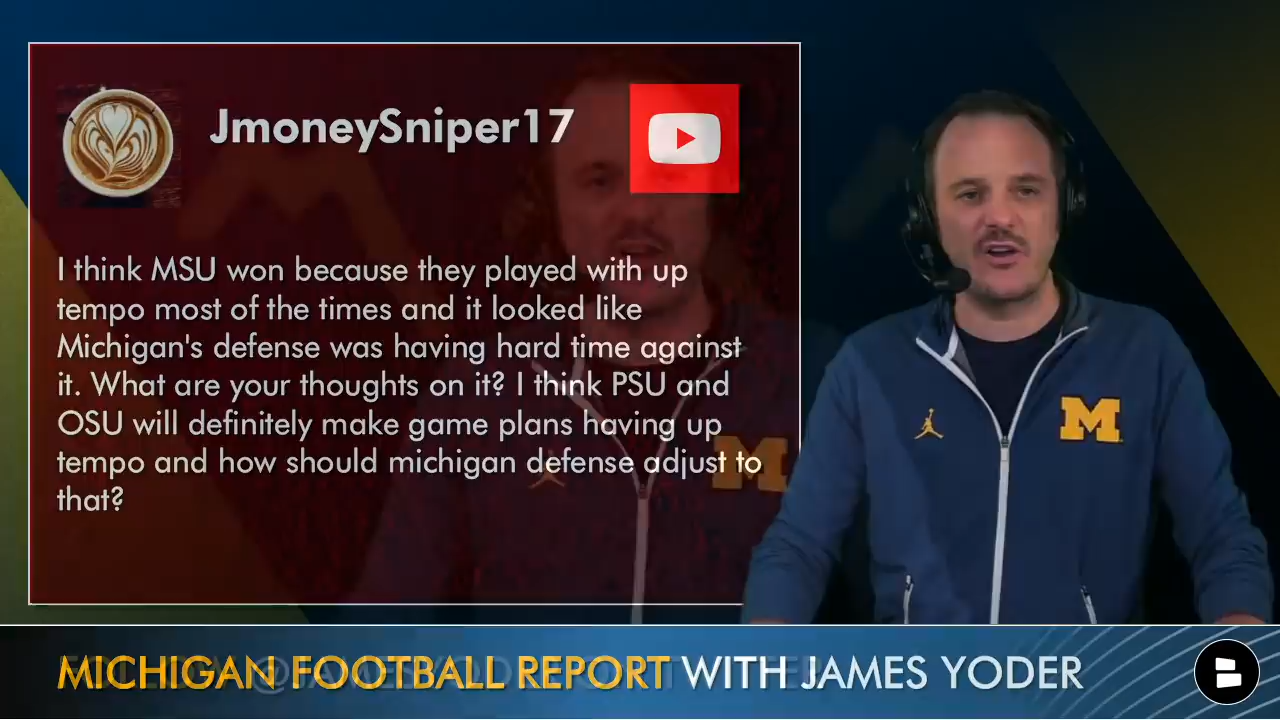 JmoneySniper17
I think MSU won because they played with up
tempo most of the times and it looked like
Michigan's defense was having hard time against
it. What are your thoughts on it? I think PSU and
OSU will definitely make game plans having up
tempo and how should michigan defense adjust to
that?
M
M
MICHIGAN FOOTBALL REPORT WITH JAMES YODER